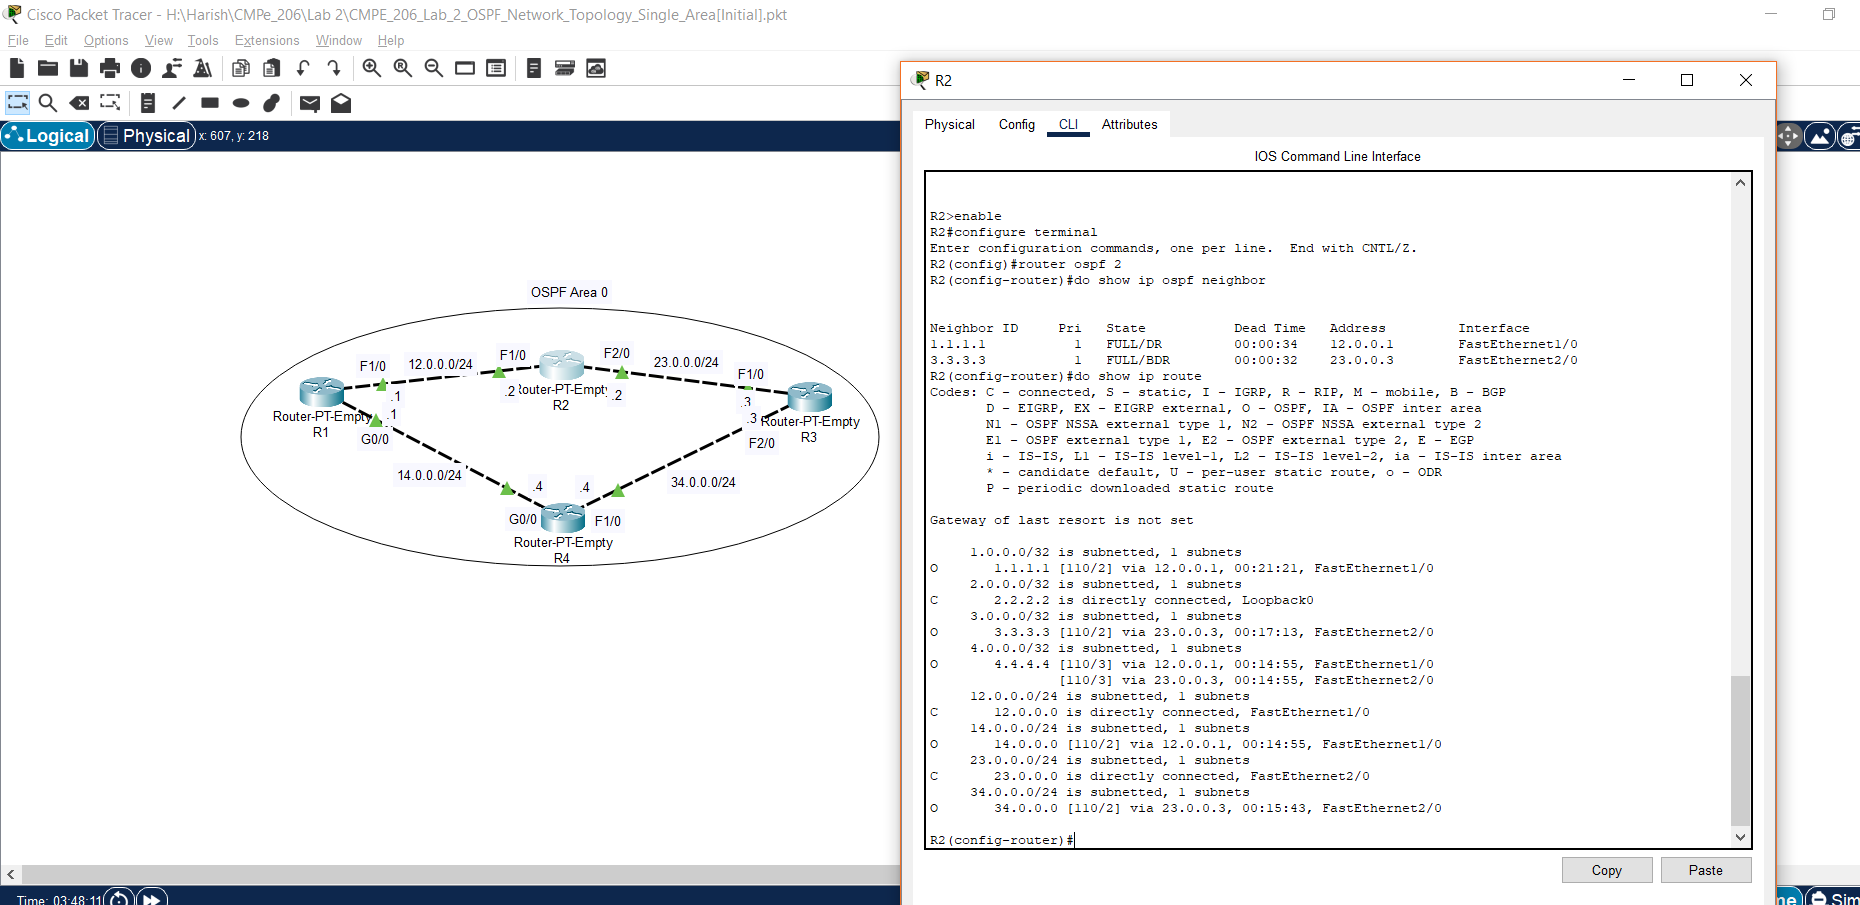 Cisco Packet Tracer - H:\Harish\CMPe_206\Lab 2\CMPE_206_Lab_2_OSPF_Network_Topology_Single_Area[Initial].pkt
File Edit Options View Tools Extensions Window Help
Logical Physical x: 607, y: 218
OSPF Area 0
F1/0 12.0.0.0/24 F1/0 F2/0 23.0.0.0/24 F1/0
.1 .2 Router-PT-Empty .2 .3
R2
Router-PT-Empty .1 .3 Router-PT-Empty
R1 G0/0 F2/0 R3
14.0.0.0/24 .4 .4 34.0.0.0/24
G0/0 F1/0
Router-PT-Empty
R4
Time: 03:48:11
R2
Physical Config CLI Attributes
IOS Command Line Interface
R2>enable
R2#configure terminal
Enter configuration commands, one per line.  End with CNTL/Z.
R2(config)#router ospf 2
R2(config-router)#do show ip ospf neighbor
Neighbor ID     Pri   State           Dead Time   Address         Interface
1.1.1.1           1   FULL/DR         00:00:34    12.0.0.1        FastEthernet1/0
3.3.3.3           1   FULL/BDR        00:00:32    23.0.0.3        FastEthernet2/0
R2(config-router)#do show ip route
Codes: C - connected, S - static, I - IGRP, R - RIP, M - mobile, B - BGP
D - EIGRP, EX - EIGRP external, O - OSPF, IA - OSPF inter area
N1 - OSPF NSSA external type 1, N2 - OSPF NSSA external type 2
E1 - OSPF external type 1, E2 - OSPF external type 2, E - EGP
i - IS-IS, L1 - IS-IS level-1, L2 - IS-IS level-2, ia - IS-IS inter area
* - candidate default, U - per-user static route, o - ODR
P - periodic downloaded static route
Gateway of last resort is not set
1.0.0.0/32 is subnetted, 1 subnets
O       1.1.1.1 [110/2] via 12.0.0.1, 00:21:21, FastEthernet1/0
2.0.0.0/32 is subnetted, 1 subnets
C       2.2.2.2 is directly connected, Loopback0
3.0.0.0/32 is subnetted, 1 subnets
O       3.3.3.3 [110/2] via 23.0.0.3, 00:17:13, FastEthernet2/0
4.0.0.0/32 is subnetted, 1 subnets
O       4.4.4.4 [110/3] via 12.0.0.1, 00:14:55, FastEthernet1/0
[110/3] via 23.0.0.3, 00:14:55, FastEthernet2/0
12.0.0.0/24 is subnetted, 1 subnets
C       12.0.0.0 is directly connected, FastEthernet1/0
14.0.0.0/24 is subnetted, 1 subnets
O       14.0.0.0 [110/2] via 12.0.0.1, 00:14:55, FastEthernet1/0
23.0.0.0/24 is subnetted, 1 subnets
C       23.0.0.0 is directly connected, FastEthernet2/0
34.0.0.0/24 is subnetted, 1 subnets
O       34.0.0.0 [110/2] via 23.0.0.3, 00:15:43, FastEthernet2/0
R2(config-router)#
Copy Paste